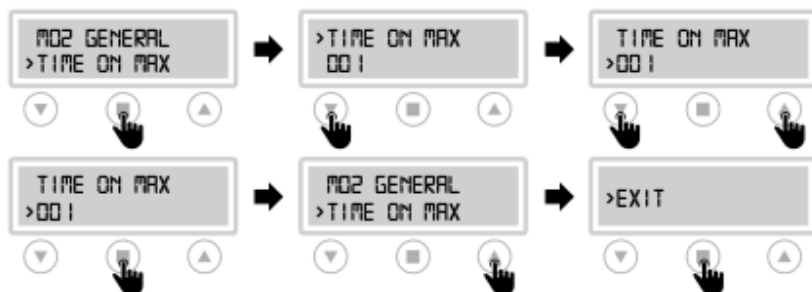 MO2 GENERAL
>TIME ON MAX
>TIME ON MAX
001
TIME ON MAX
>001
TIME ON MAX
>001
MO2 GENERAL
>TIME ON MAX
>EXIT